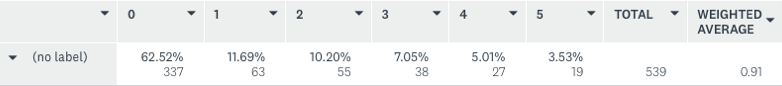 0 1 2 3 4 5 TOTAL WEIGHTED
AVERAGE
(no label) 62.52% 11.69% 10.20% 7.05% 5.01% 3.53%
337 63 55 38 27 19 539 0.91